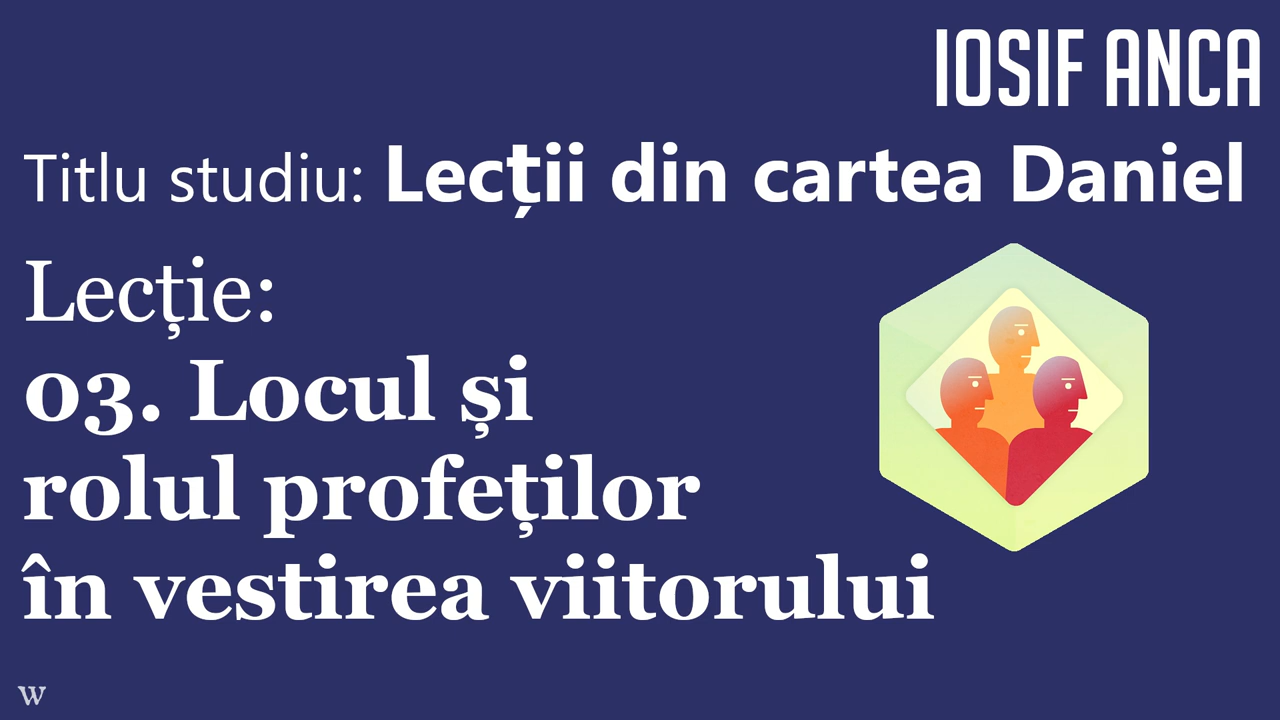 IOSIF ANCA
Titlu studiu: Lecții din cartea Daniel
Lecție:
03. Locul și
rolul profeților
în vestirea viitorului
W